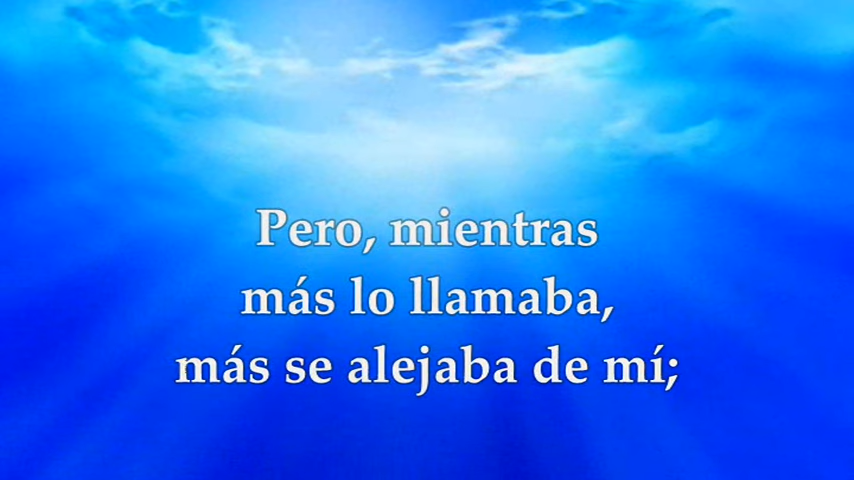 Pero, mientras
más lo llamaba,
más se alejaba de mí;